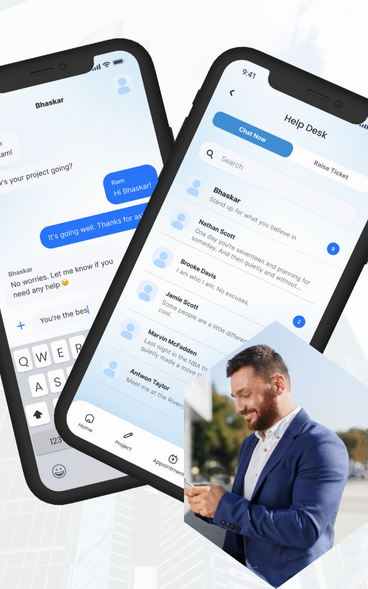 Bhaskar
am!
's your project going?
Ram
Hi Bhaskar!
It's going well. Thanks for as
Bhaskar
No worries. Let me know if you
need any help 😉
+ You're the bes
Q W E R
A S
123
9:41
Help Desk
Chat Now
Raise Ticket
Search
Bhaskar
Stand up for what you believe in
9
Nathan Scott
One day you're seventeen and planning for
someday. And then quietly and without...
Brooke Davis
I am who I am. No excuses.
2
Jamie Scott
Some people are a little different
cool.
Marvin McFadden
Last night in the NBA th
quietly made a move t
Antwon Taylor
Meet me at the Riverc
Home
Project
Appointment